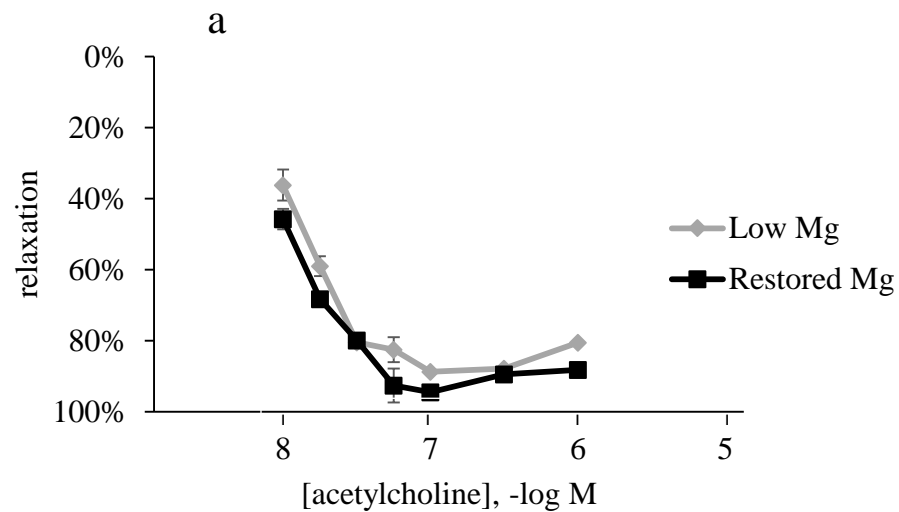 a
0%
20%
40%
60%
80%
100%
relaxation
8 7 6 5
[acetylcholine], -log M
Low Mg
Restored Mg